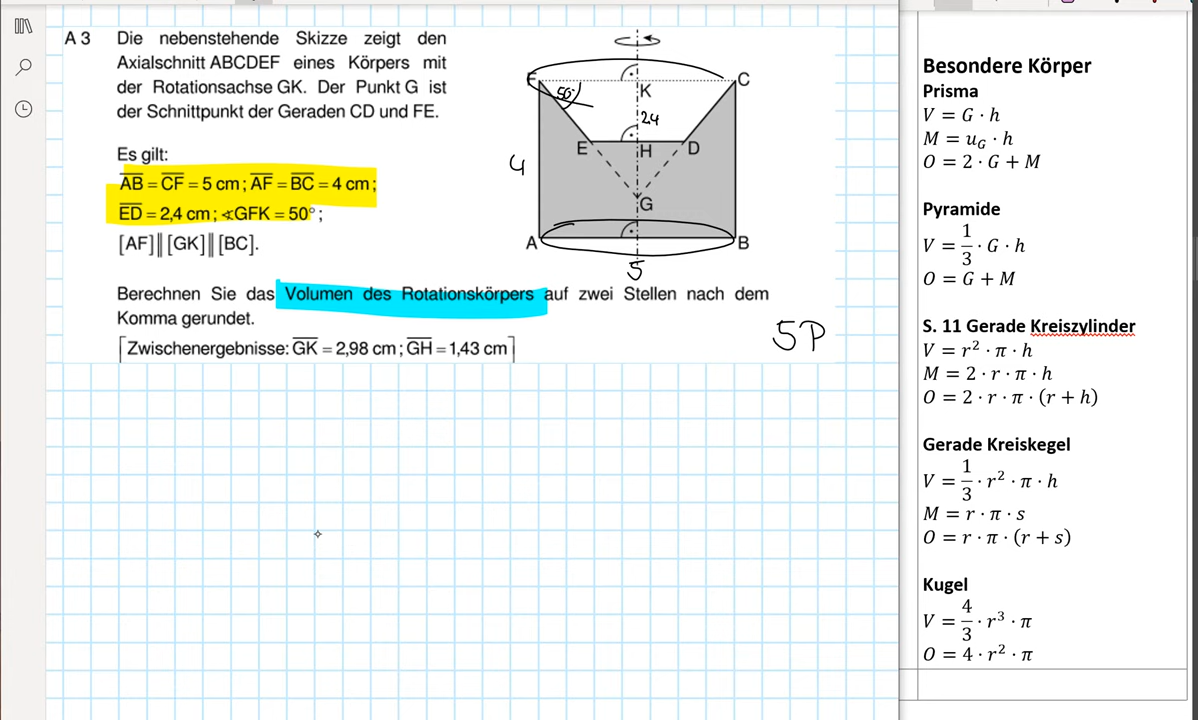 A 3 Die nebenstehende Skizze zeigt den
Axialschnitt ABCDEF eines Körpers mit
der Rotationsachse GK. Der Punkt G ist
der Schnittpunkt der Geraden CD und FE.
Es gilt:
AB = CF = 5 cm ; AF = BC = 4 cm ;
ED = 2,4 cm ; ∢GFK = 50° ;
[AF] ∥ [GK] ∥ [BC].
F
C
K
50°
24
E
H
D
4
G
A
B
5
Berechnen Sie das Volumen des Rotationskörpers auf zwei Stellen nach dem
Komma gerundet.
5P
[Zwischenergebnisse: GK = 2,98 cm ; GH = 1,43 cm]
Besondere Körper
Prisma
V = G · h
M = u_G · h
O = 2 · G + M
Pyramide
V = 1/3 · G · h
O = G + M
S. 11 Gerade Kreiszylinder
V = r² · π · h
M = 2 · r · π · h
O = 2 · r · π · (r + h)
Gerade Kreiskegel
V = 1/3 · r² · π · h
M = r · π · s
O = r · π · (r + s)
Kugel
V = 4/3 · r³ · π
O = 4 · r² · π